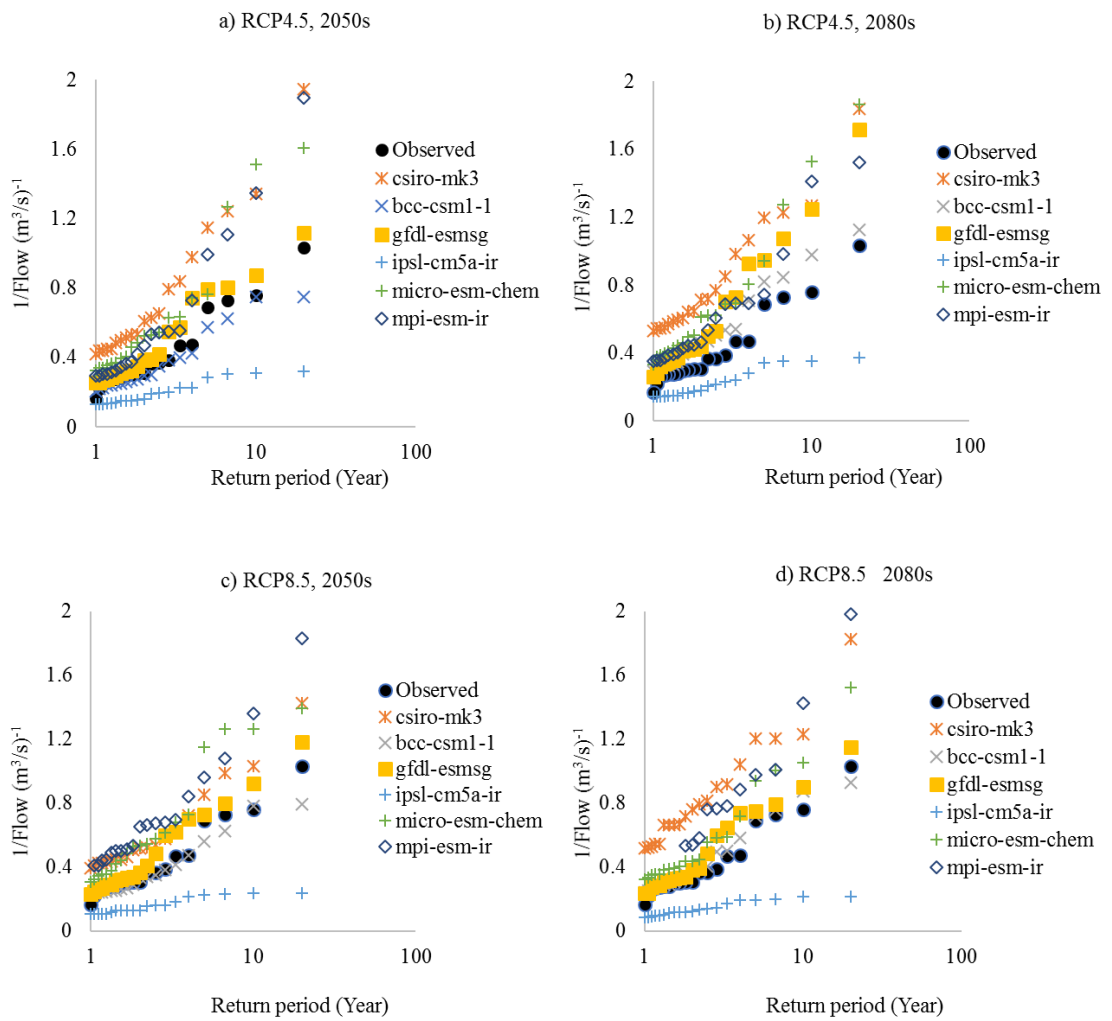 a) RCP4.5, 2050s
2
1.6
1.2
0.8
0.4
0
1/Flow (m³/s)⁻¹
1
10
100
Return period (Year)
Observed
csiro-mk3
bcc-csm1-1
gfdl-esmsg
ipsl-cm5a-ir
micro-esm-chem
mpi-esm-ir
b) RCP4.5, 2080s
2
1.6
1.2
0.8
0.4
0
1/Flow (m³/s)⁻¹
1
10
100
Return period (Year)
Observed
csiro-mk3
bcc-csm1-1
gfdl-esmsg
ipsl-cm5a-ir
micro-esm-chem
mpi-esm-ir
c) RCP8.5, 2050s
2
1.6
1.2
0.8
0.4
0
1/Flow (m³/s)⁻¹
1
10
100
Return period (Year)
Observed
csiro-mk3
bcc-csm1-1
gfdl-esmsg
ipsl-cm5a-ir
micro-esm-chem
mpi-esm-ir
d) RCP8.5 2080s
2
1.6
1.2
0.8
0.4
0
1/Flow (m³/s)⁻¹
1
10
100
Return period (Year)
Observed
csiro-mk3
bcc-csm1-1
gfdl-esmsg
ipsl-cm5a-ir
micro-esm-chem
mpi-esm-ir